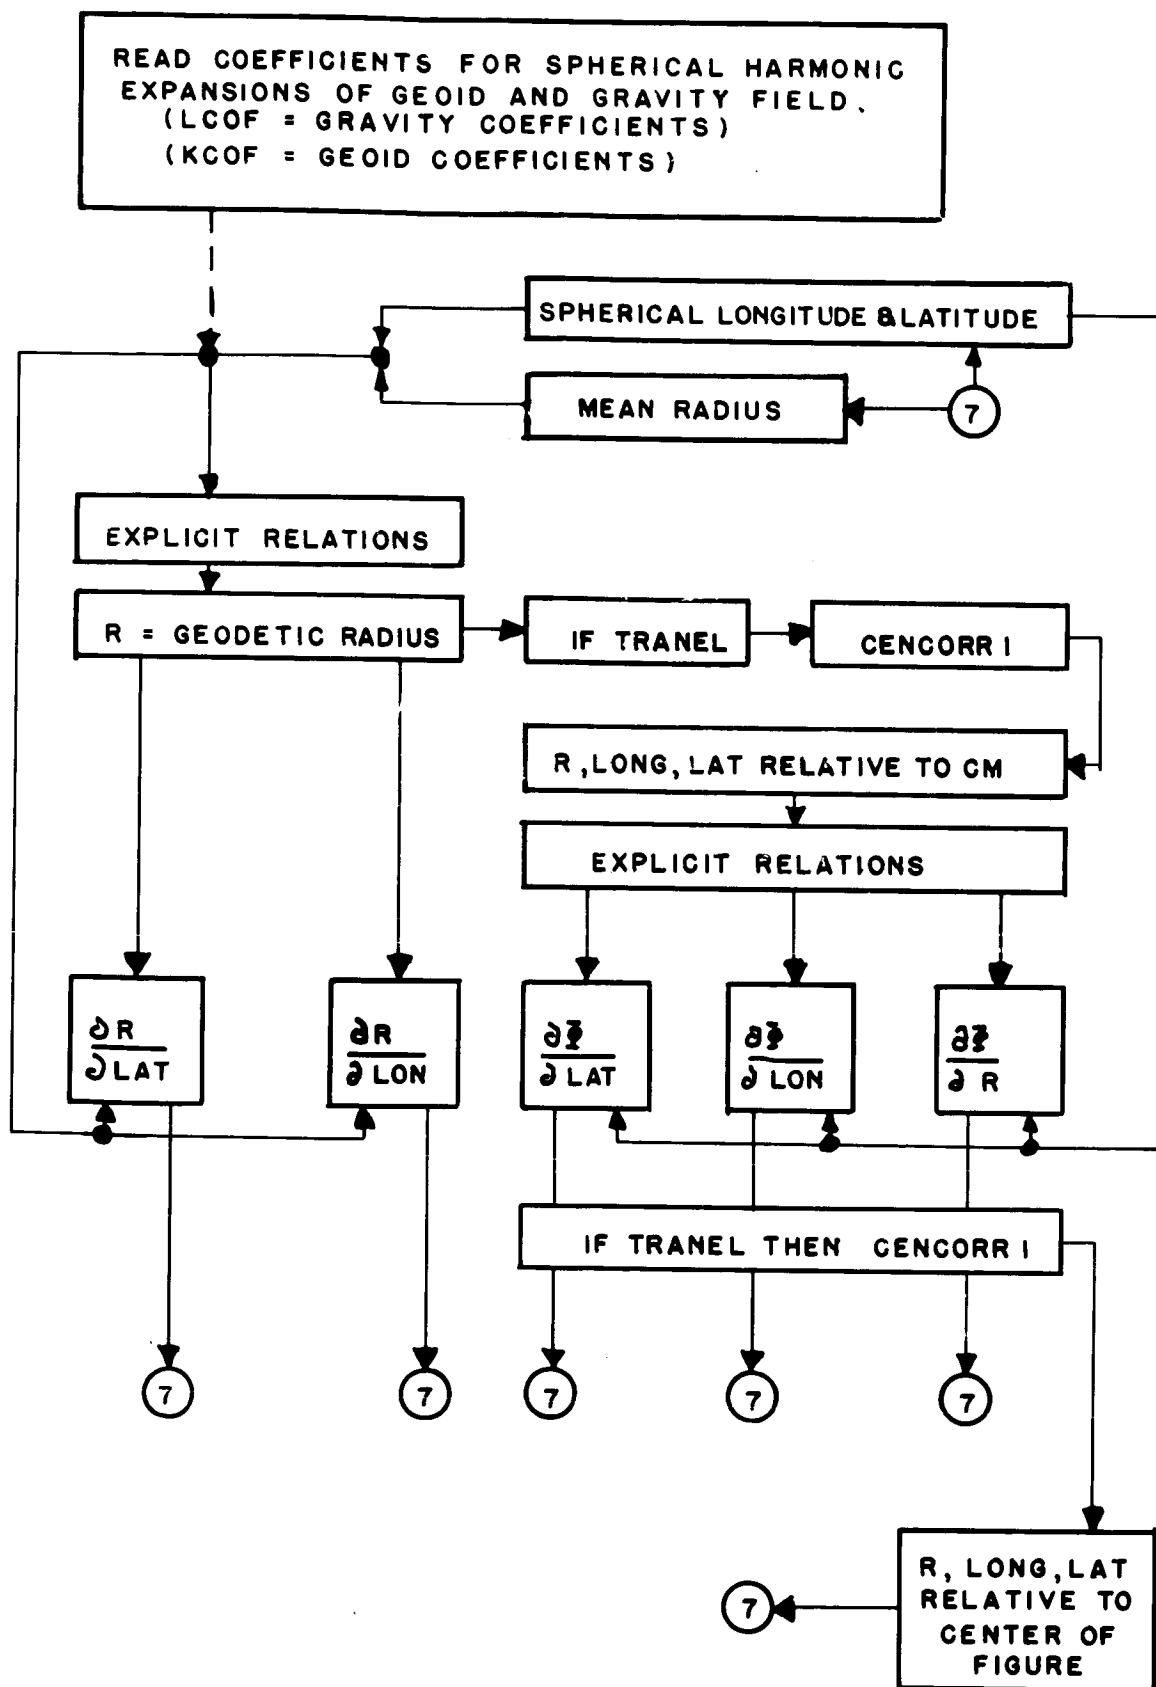 READ COEFFICIENTS FOR SPHERICAL HARMONIC
EXPANSIONS OF GEOID AND GRAVITY FIELD.
(LCOF = GRAVITY COEFFICIENTS)
(KCOF = GEOID COEFFICIENTS)
SPHERICAL LONGITUDE & LATITUDE
MEAN RADIUS
7
EXPLICIT RELATIONS
R = GEODETIC RADIUS
IF TRANEL
CENCORR I
R, LONG, LAT RELATIVE TO CM
EXPLICIT RELATIONS
∂R
∂ LAT
∂R
∂ LON
∂Φ
∂ LAT
∂Φ
∂ LON
∂Φ
∂ R
IF TRANEL THEN CENCORR I
7
7
7
7
7
R, LONG, LAT
RELATIVE TO
CENTER OF
FIGURE
7